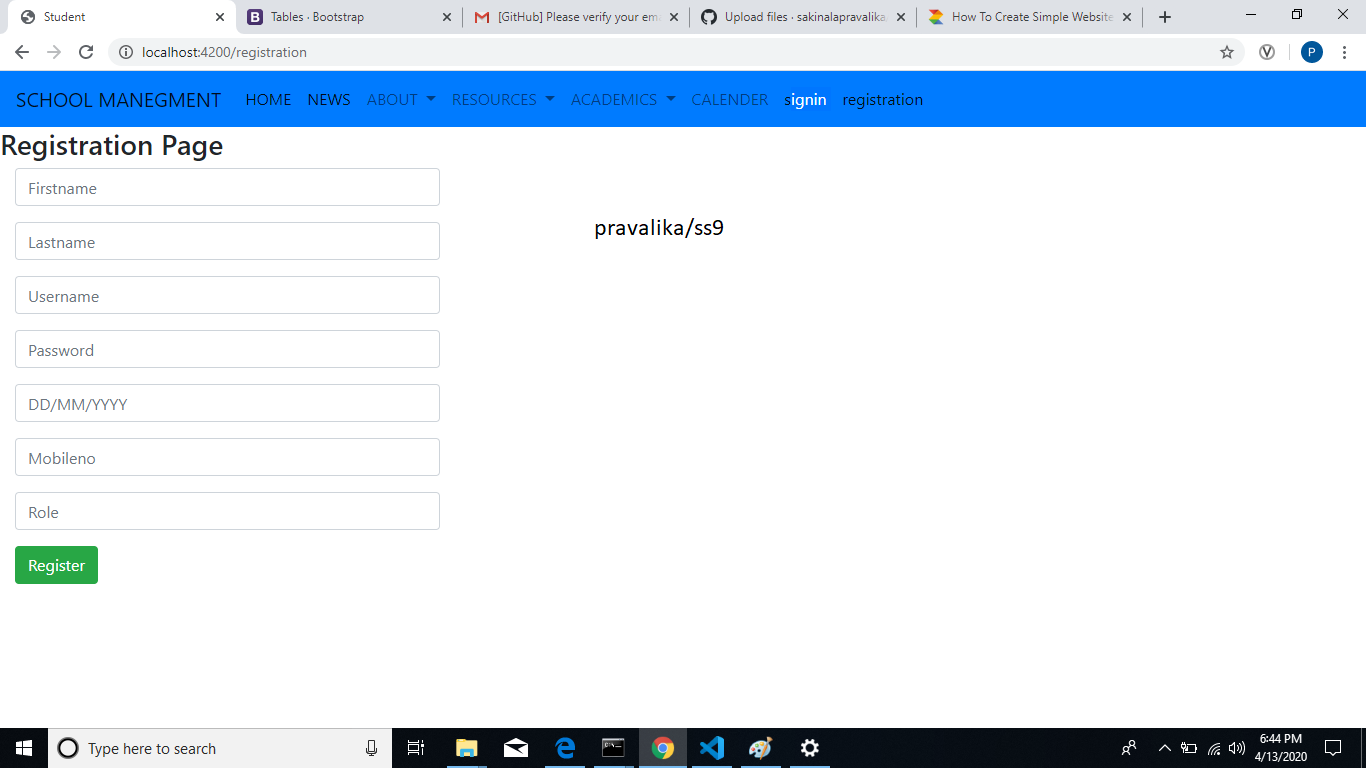 Student
Tables · Bootstrap
[GitHub] Please verify your ema
Upload files · sakinalapravalika
How To Create Simple Website
localhost:4200/registration
P
SCHOOL MANEGMENT HOME NEWS ABOUT RESOURCES ACADEMICS CALENDER signin registration
Registration Page
Firstname
Lastname
pravalika/ss9
Username
Password
DD/MM/YYYY
Mobileno
Role
Register
Type here to search
6:44 PM
4/13/2020